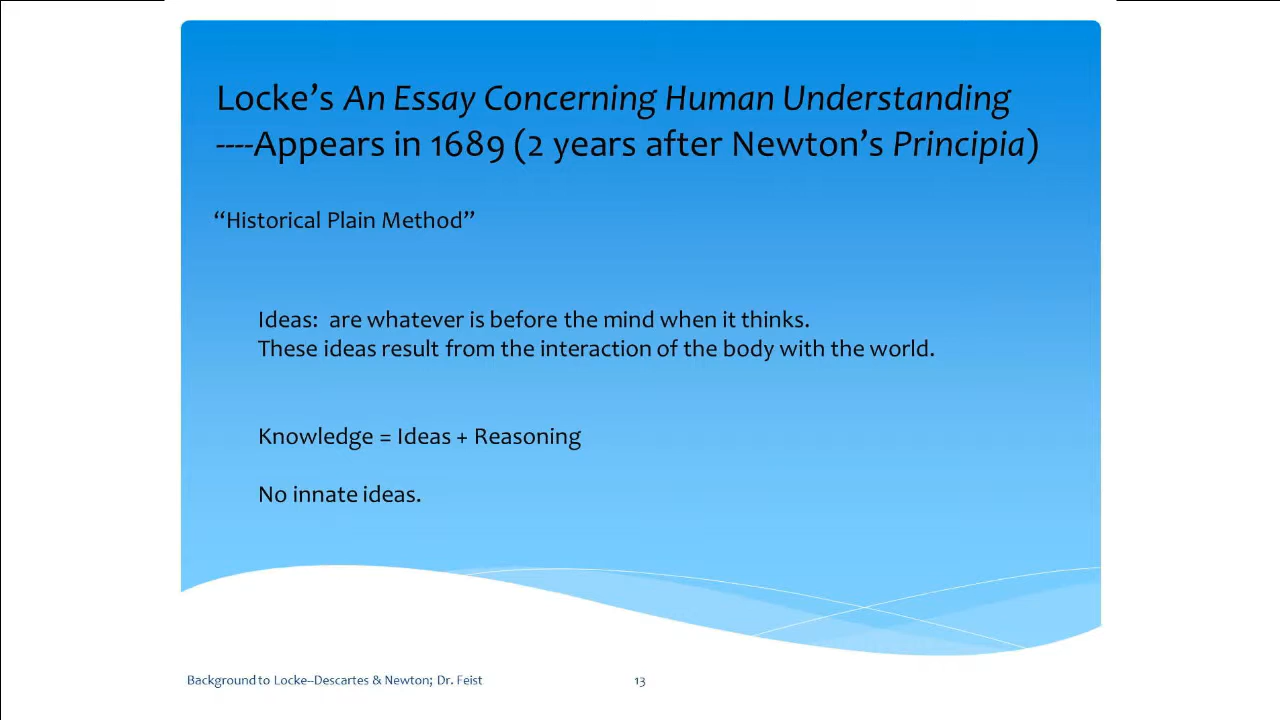 Locke’s An Essay Concerning Human Understanding
----Appears in 1689 (2 years after Newton’s Principia)
“Historical Plain Method”
Ideas:  are whatever is before the mind when it thinks.
These ideas result from the interaction of the body with the world.
Knowledge = Ideas + Reasoning
No innate ideas.
Background to Locke--Descartes & Newton; Dr. Feist
13